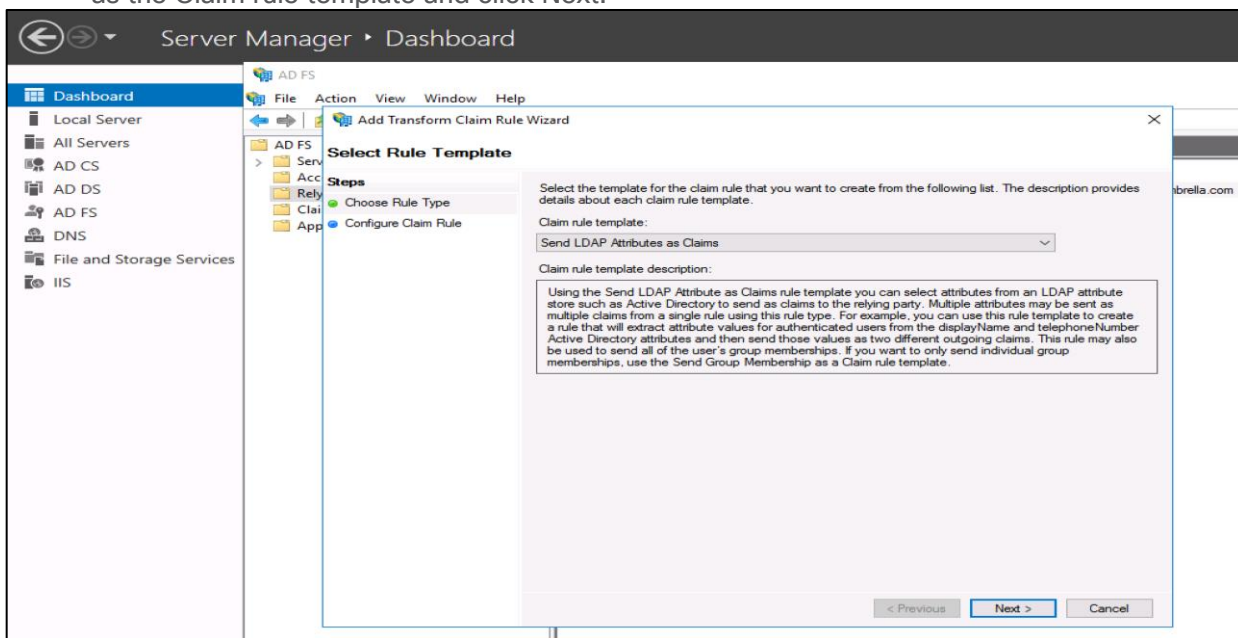 as the Claim rule template and click Next.
Server Manager ‣ Dashboard
Dashboard
Local Server
All Servers
AD CS
AD DS
AD FS
DNS
File and Storage Services
IIS
AD FS
File Action View Window Help
AD FS
Serv
Acc
Rely
Clai
App
Add Transform Claim Rule Wizard
Select Rule Template
Steps
Choose Rule Type
Configure Claim Rule
Select the template for the claim rule that you want to create from the following list. The description provides
details about each claim rule template.
Claim rule template:
Send LDAP Attributes as Claims
Claim rule template description:
Using the Send LDAP Attribute as Claims rule template you can select attributes from an LDAP attribute
store such as Active Directory to send as claims to the relying party. Multiple attributes may be sent as
multiple claims from a single rule using this rule type. For example, you can use this rule template to create
a rule that will extract attribute values for authenticated users from the displayName and telephoneNumber
Active Directory attributes and then send those values as two different outgoing claims. This rule may also
be used to send all of the user's group memberships. If you want to only send individual group
memberships, use the Send Group Membership as a Claim rule template.
< Previous Next > Cancel
brella.com